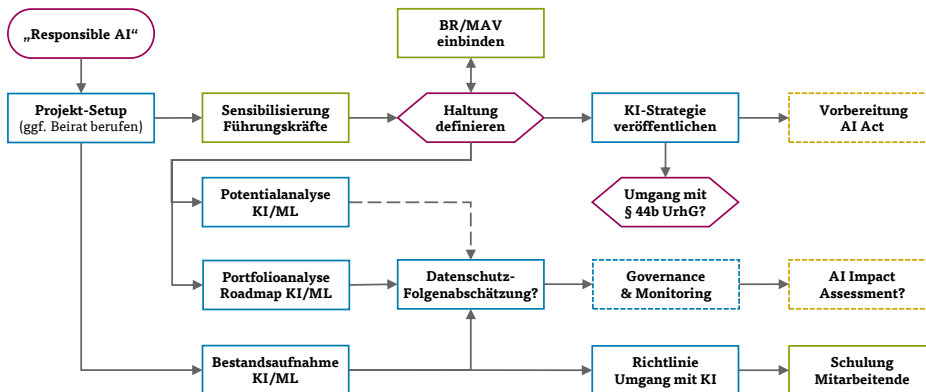 „Responsible AI“
BR/MAV
einbinden
Projekt-Setup
(ggf. Beirat berufen)
Sensibilisierung
Führungskräfte
Haltung
definieren
KI-Strategie
veröffentlichen
Vorbereitung
AI Act
Potentialanalyse
KI/ML
Umgang mit
§ 44b UrhG?
Portfolioanalyse
Roadmap KI/ML
Datenschutz-
Folgenabschätzung?
Governance
& Monitoring
AI Impact
Assessment?
Bestandsaufnahme
KI/ML
Richtlinie
Umgang mit KI
Schulung
Mitarbeitende